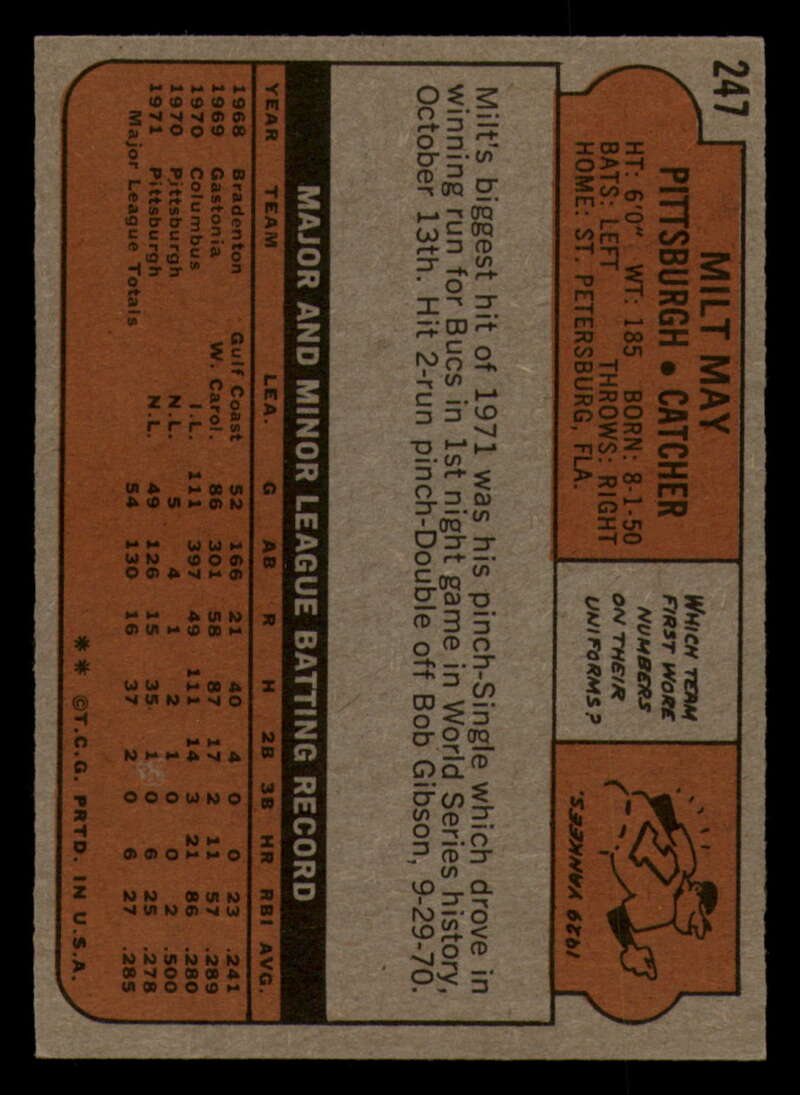 247
MILT MAY
PITTSBURGH • CATCHER
HT: 6'0" WT: 185 BORN: 8-1-50
BATS: LEFT THROWS: RIGHT
HOME: ST. PETERSBURG, FLA.
WHICH TEAM
FIRST WORE
NUMBERS
ON THEIR
UNIFORMS?
1929 YANKEES.
Milt's biggest hit of 1971 was his pinch-Single which drove in
winning run for Bucs in 1st night game in World Series history,
October 13th. Hit 2-run pinch-Double off Bob Gibson, 9-29-70.
MAJOR AND MINOR LEAGUE BATTING RECORD
YEAR TEAM LEA. G AB R H 2B 3B HR RBI AVG.
1968 Bradenton Gulf Coast 52 166 21 40 4 0 0 23 .241
1969 Gastonia W. Carol. 86 301 58 87 17 2 11 57 .289
1970 Columbus I.L. 111 397 49 111 14 3 21 86 .280
1970 Pittsburgh N.L. 5 4 1 2 1 0 0 2 .500
1971 Pittsburgh N.L. 49 126 15 35 1 0 6 25 .278
Major League Totals 54 130 16 37 2 0 6 27 .285
** ©T.C.G. PRTD. IN U.S.A.